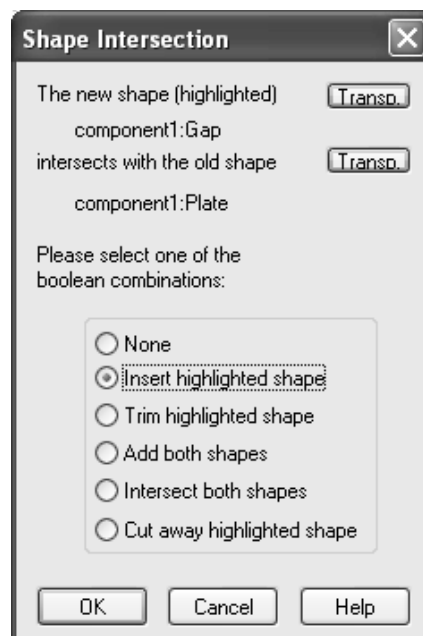 Shape Intersection
The new shape (highlighted) Transp.
component1:Gap
intersects with the old shape Transp.
component1:Plate
Please select one of the
boolean combinations:
None
Insert highlighted shape
Trim highlighted shape
Add both shapes
Intersect both shapes
Cut away highlighted shape
OK Cancel Help